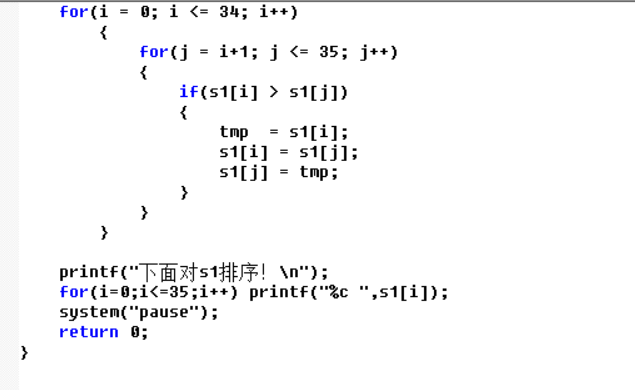 for(i = 0; i <= 34; i++)
{
for(j = i+1; j <= 35; j++)
{
if(s1[i] > s1[j])
{
tmp  = s1[i];
s1[i] = s1[j];
s1[j] = tmp;
}
}
}
printf("下面对s1排序! \n");
for(i=0;i<=35;i++) printf("%c ",s1[i]);
system("pause");
return 0;
}